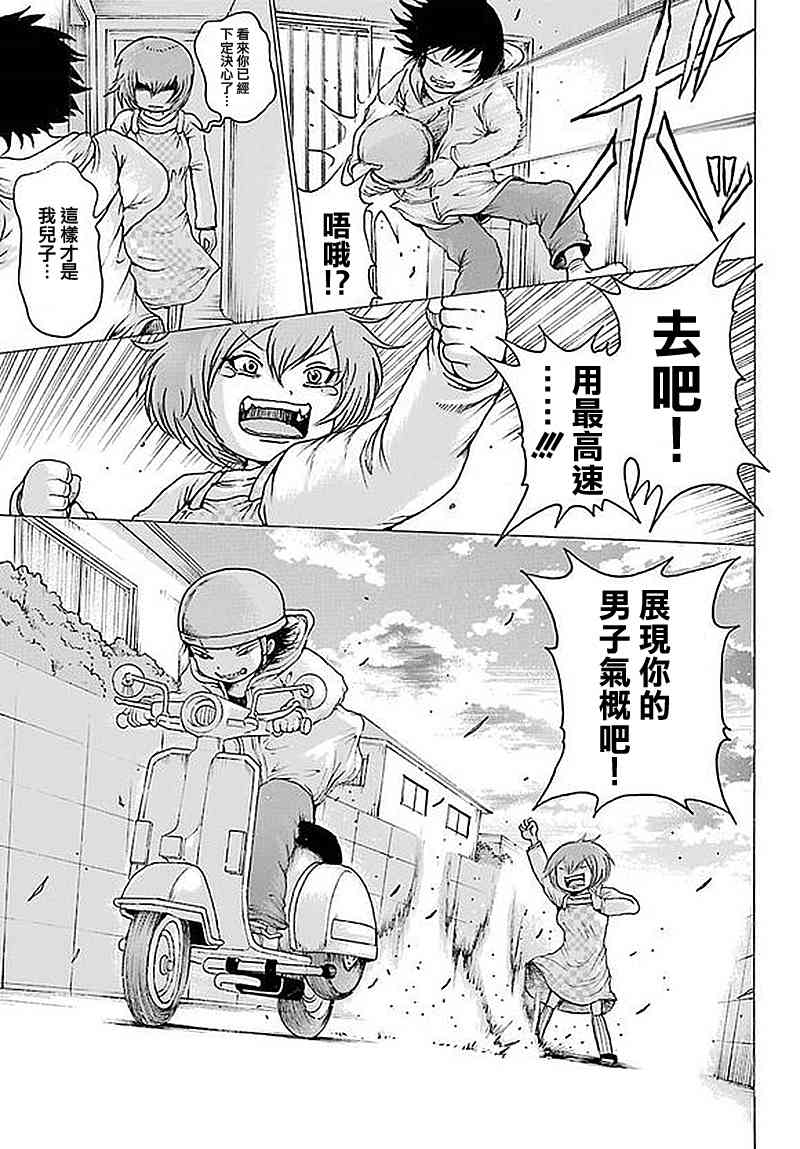 看來你已經
下定決心了…
這樣才是
我兒子…
唔哦!?
去吧！
用最高速
……!!!
展現你的
男子氣概吧！